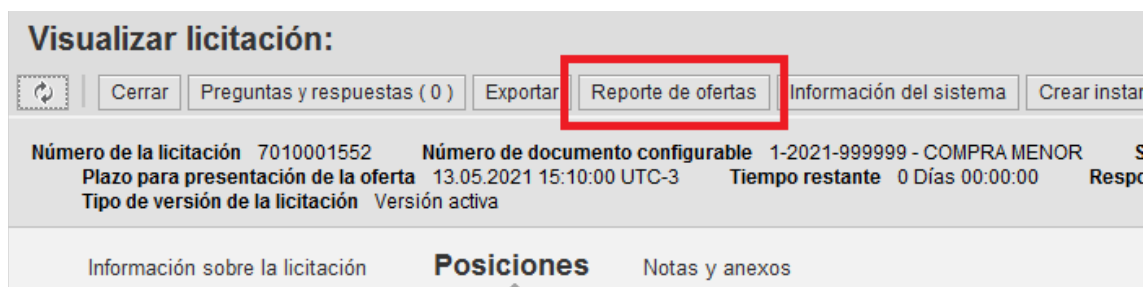 Visualizar licitación:
Cerrar Preguntas y respuestas ( 0 ) Exportar Reporte de ofertas Información del sistema Crear instar
Número de la licitación 7010001552 Número de documento configurable 1-2021-999999 - COMPRA MENOR S
Plazo para presentación de la oferta 13.05.2021 15:10:00 UTC-3 Tiempo restante 0 Días 00:00:00 Respo
Tipo de versión de la licitación Versión activa
Información sobre la licitación Posiciones Notas y anexos